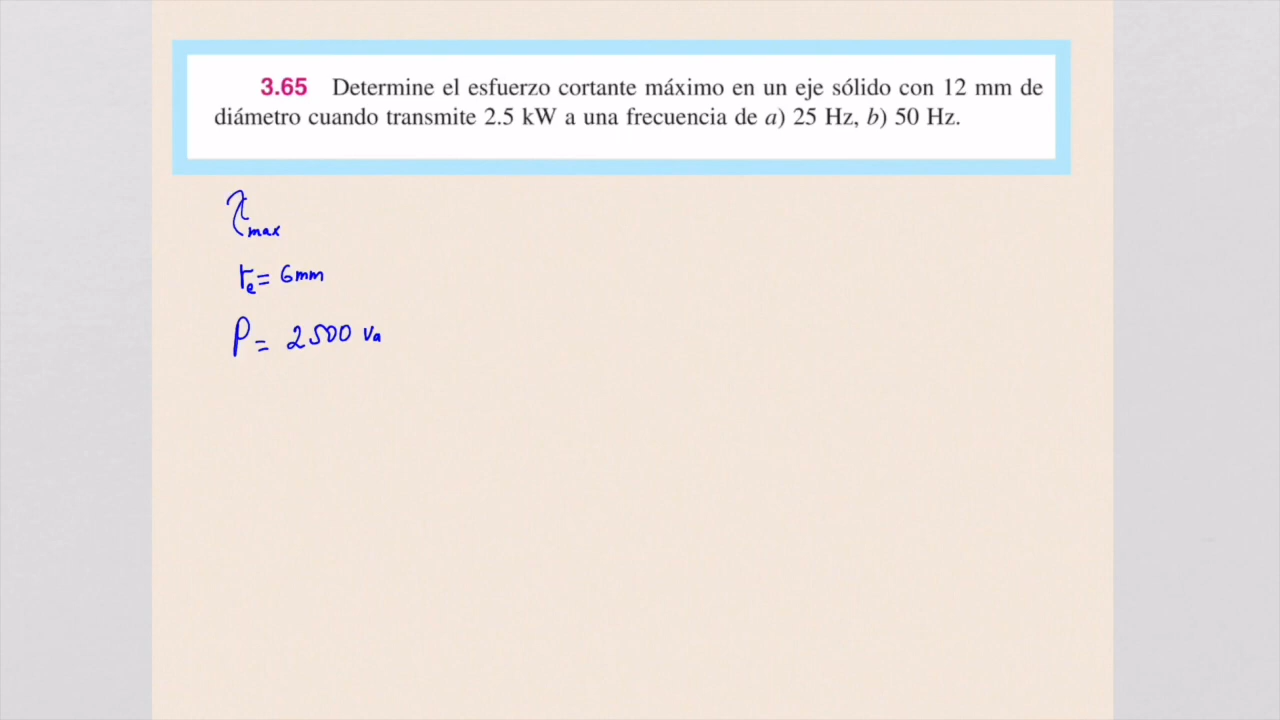 3.65 Determine el esfuerzo cortante máximo en un eje sólido con 12 mm de
diámetro cuando transmite 2.5 kW a una frecuencia de a) 25 Hz, b) 50 Hz.
τmax
re = 6mm
P = 2500 Va